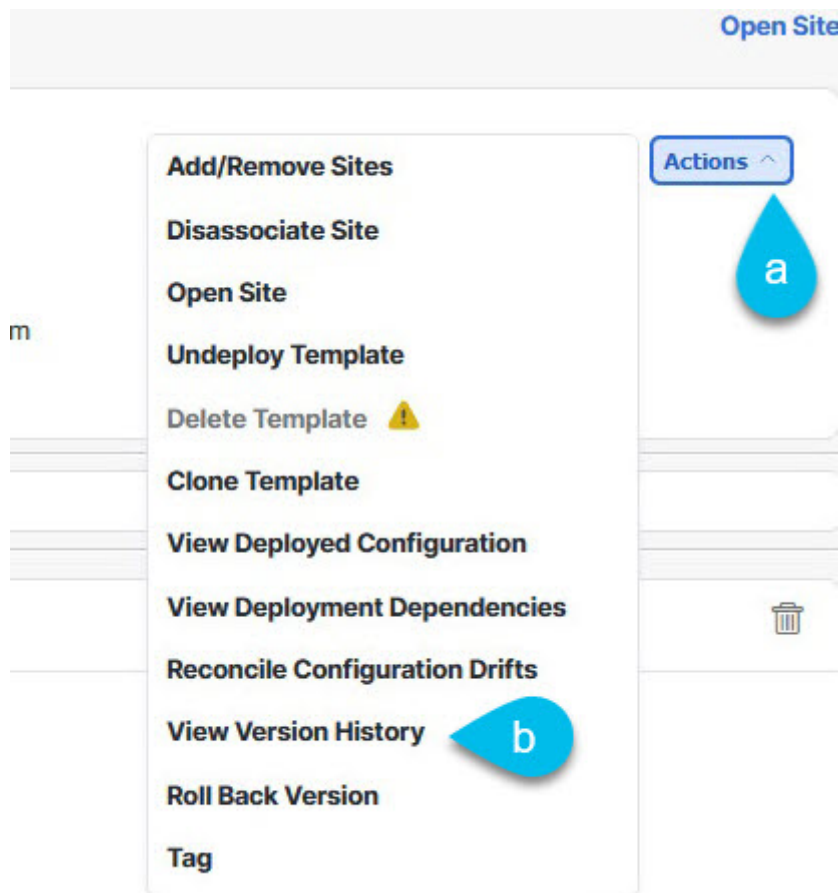 Open Site
Add/Remove Sites
Actions
Disassociate Site
a
Open Site
m
Undeploy Template
Delete Template
Clone Template
View Deployed Configuration
View Deployment Dependencies
Reconcile Configuration Drifts
View Version History
b
Roll Back Version
Tag